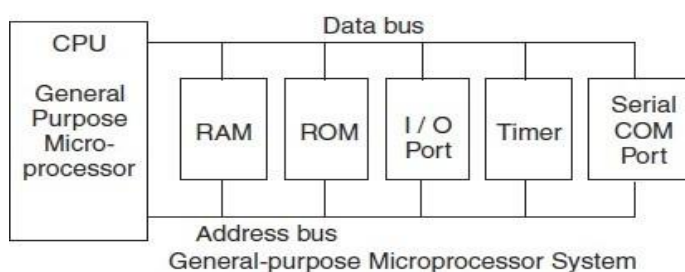 CPU
General
Purpose
Micro-
processor
Data bus
RAM
ROM
I / O
Port
Timer
Serial
COM
Port
Address bus
General-purpose Microprocessor System